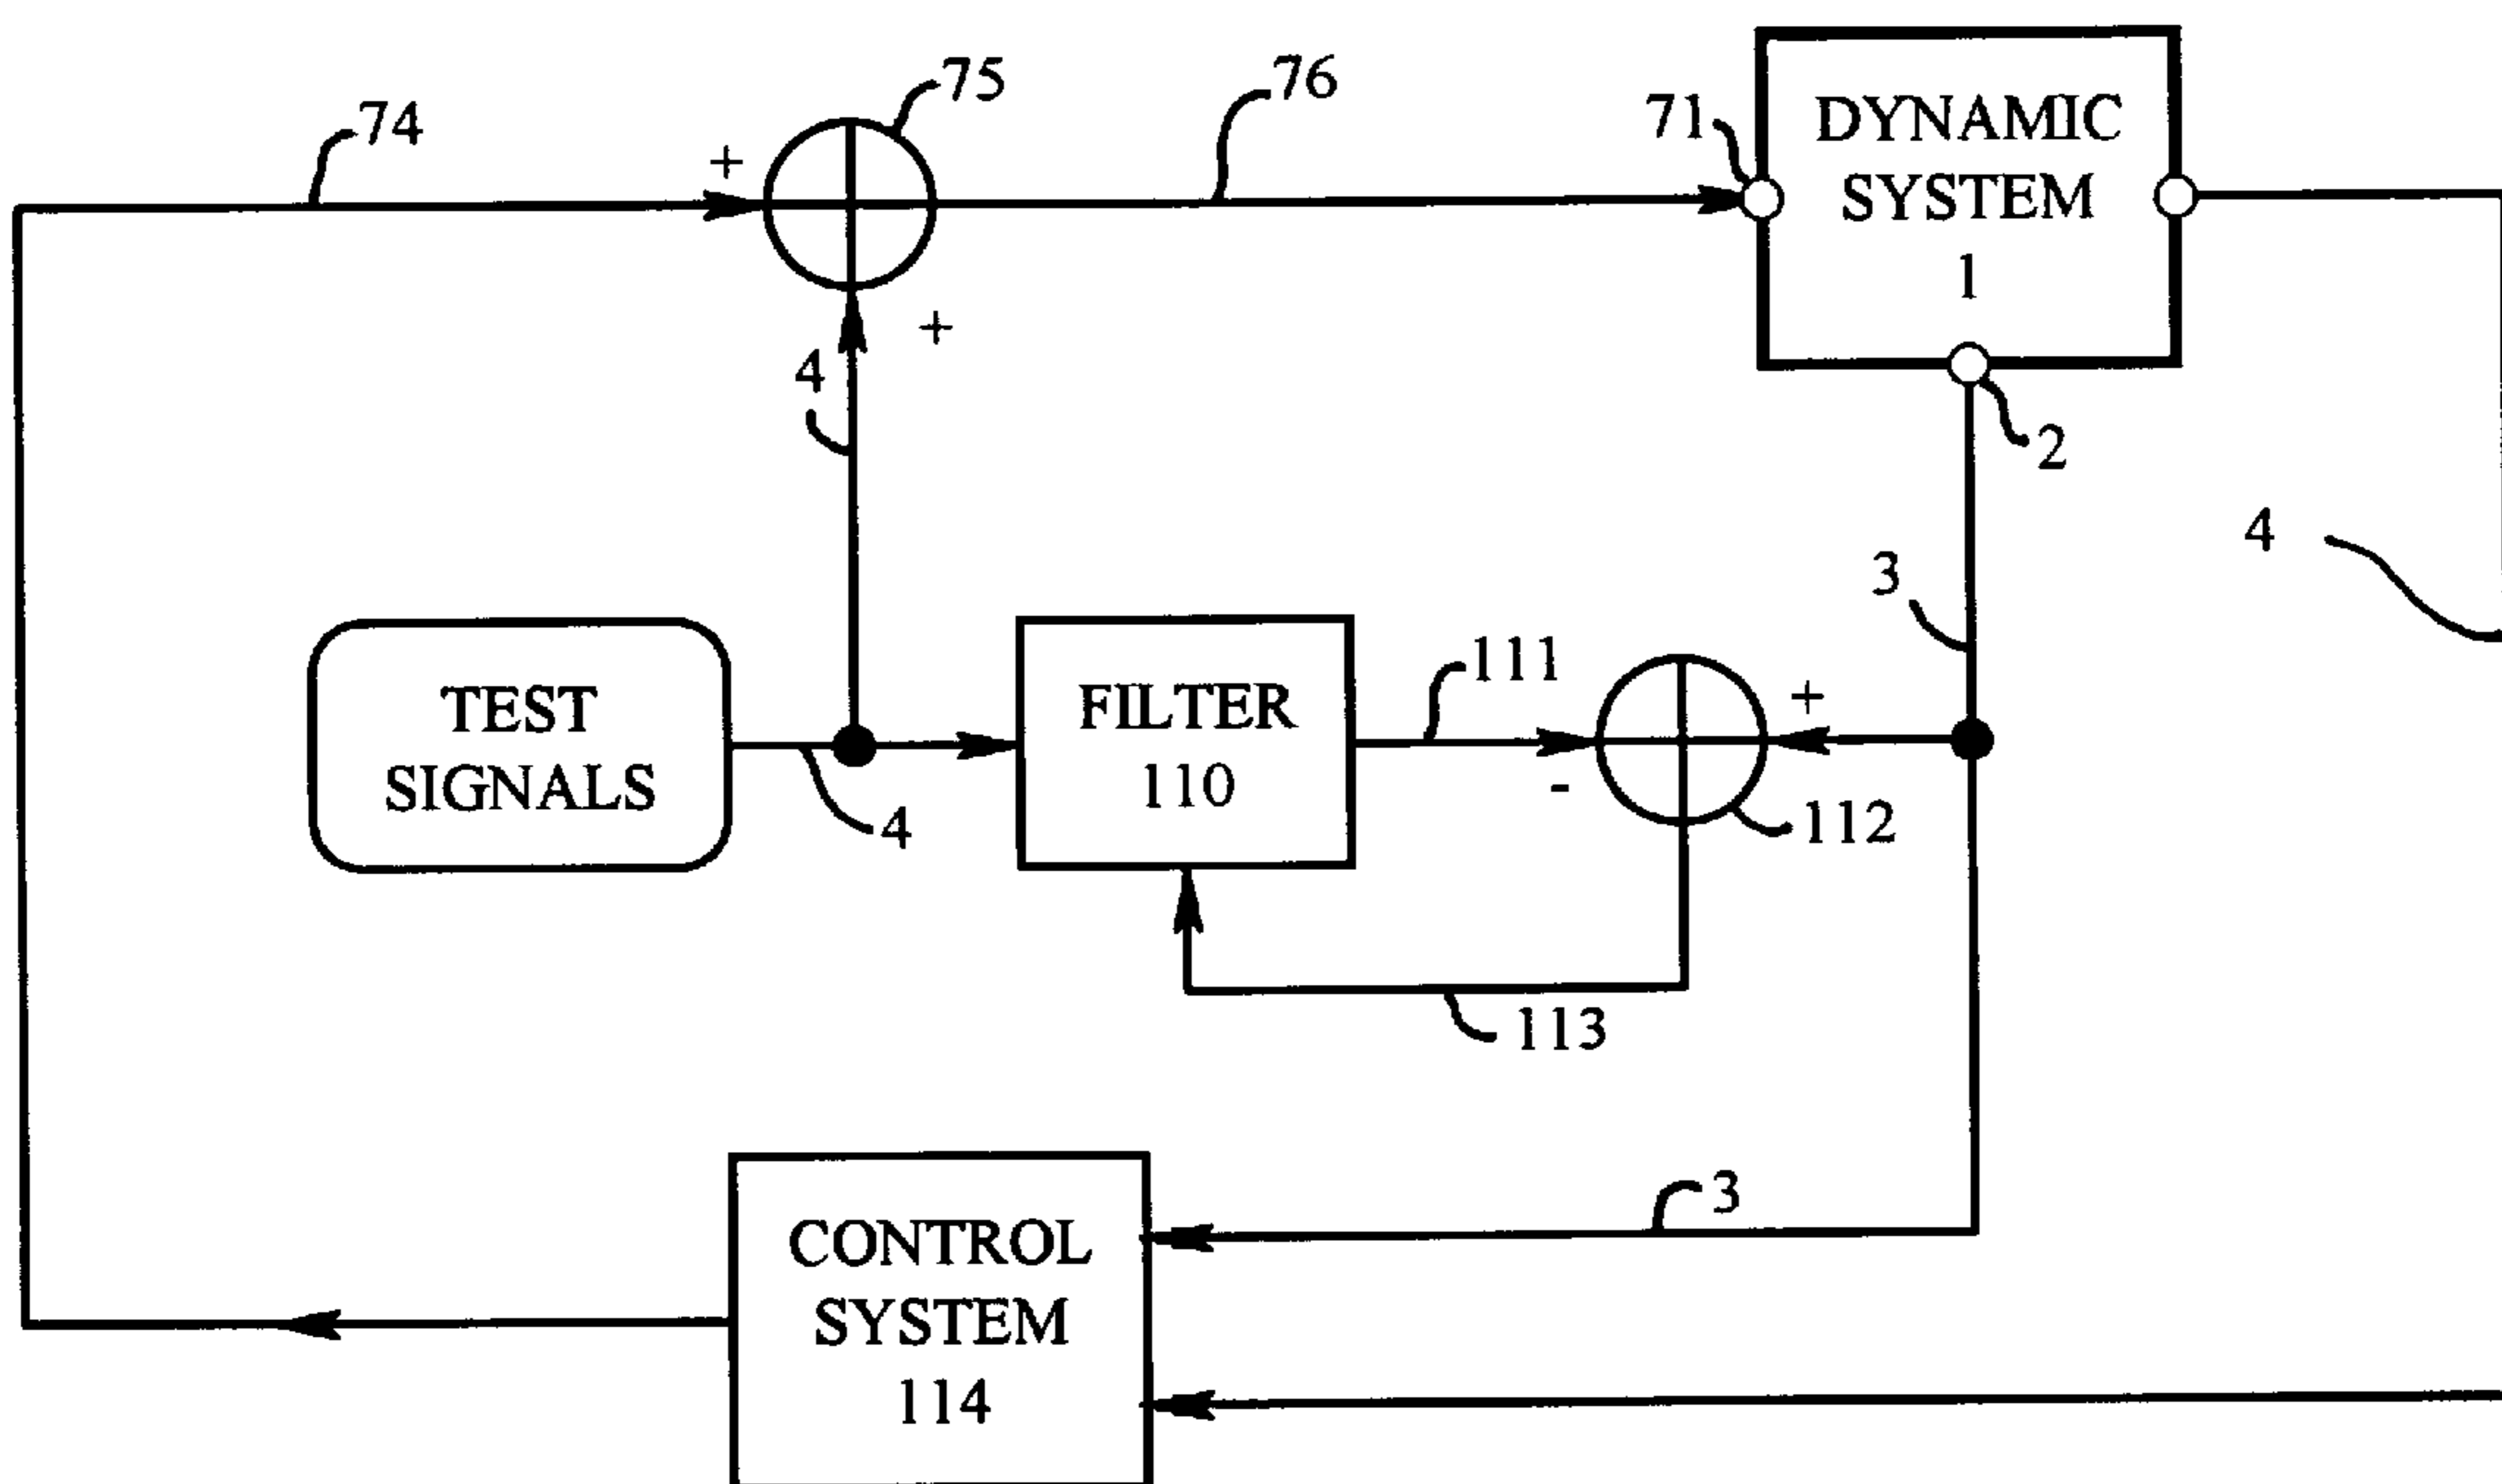 75
76
74
71
DYNAMIC
SYSTEM
1
+
+
4
2
4
3
TEST
SIGNALS
FILTER
110
111
+
-
4
112
113
3
CONTROL
SYSTEM
114